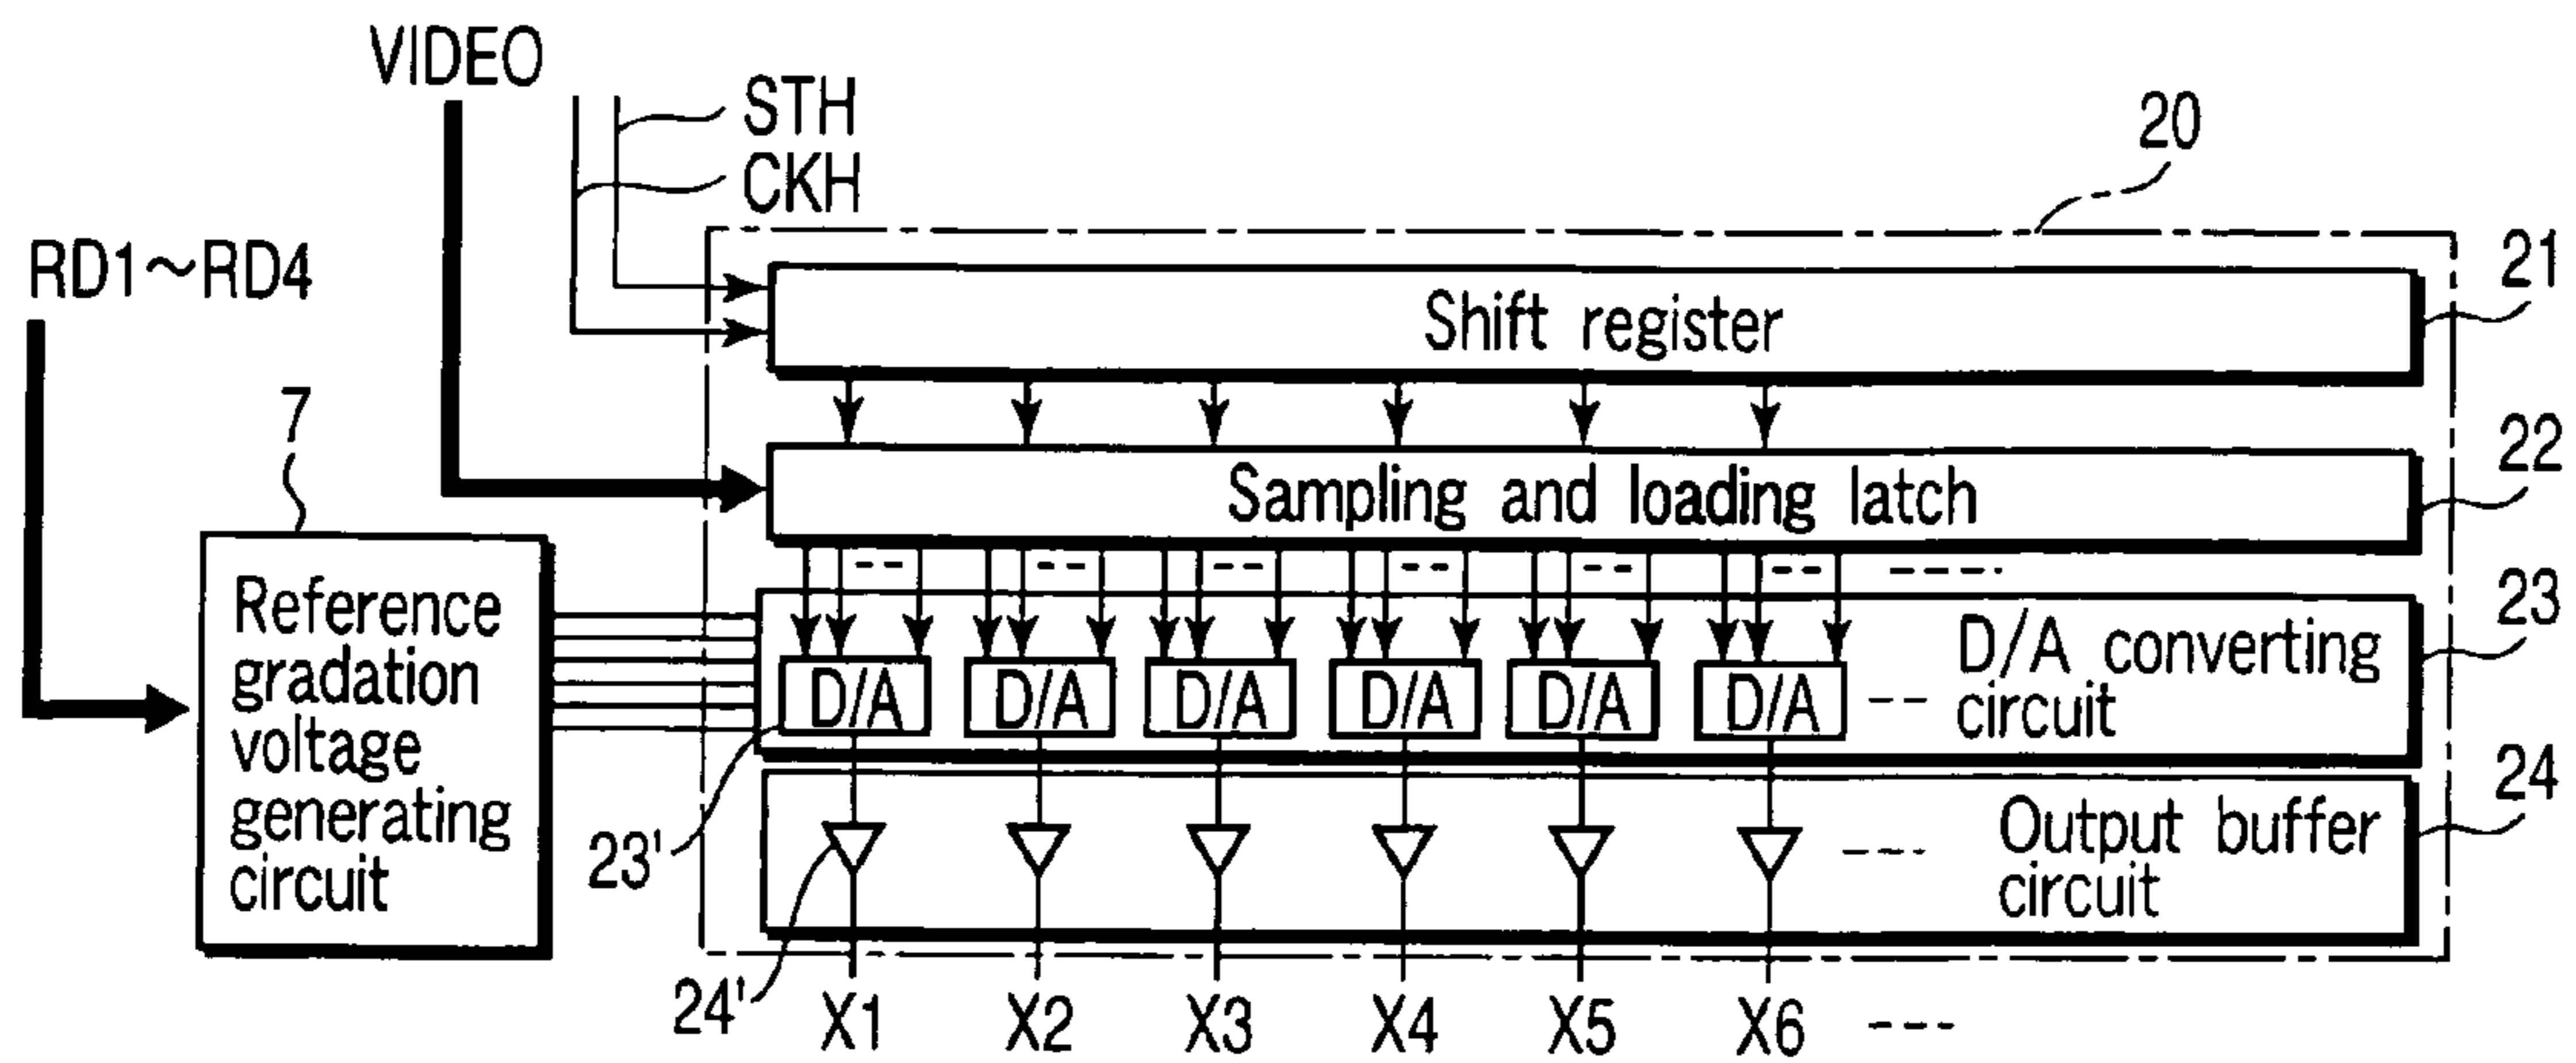 VIDEO
STH
CKH
RD1~RD4
20
21
Shift register
7
22
Sampling and loading latch
Reference
gradation
voltage
generating
circuit
23
D/A D/A D/A D/A D/A D/A
D/A converting
circuit
23'
24
Output buffer
circuit
24'
X1 X2 X3 X4 X5 X6